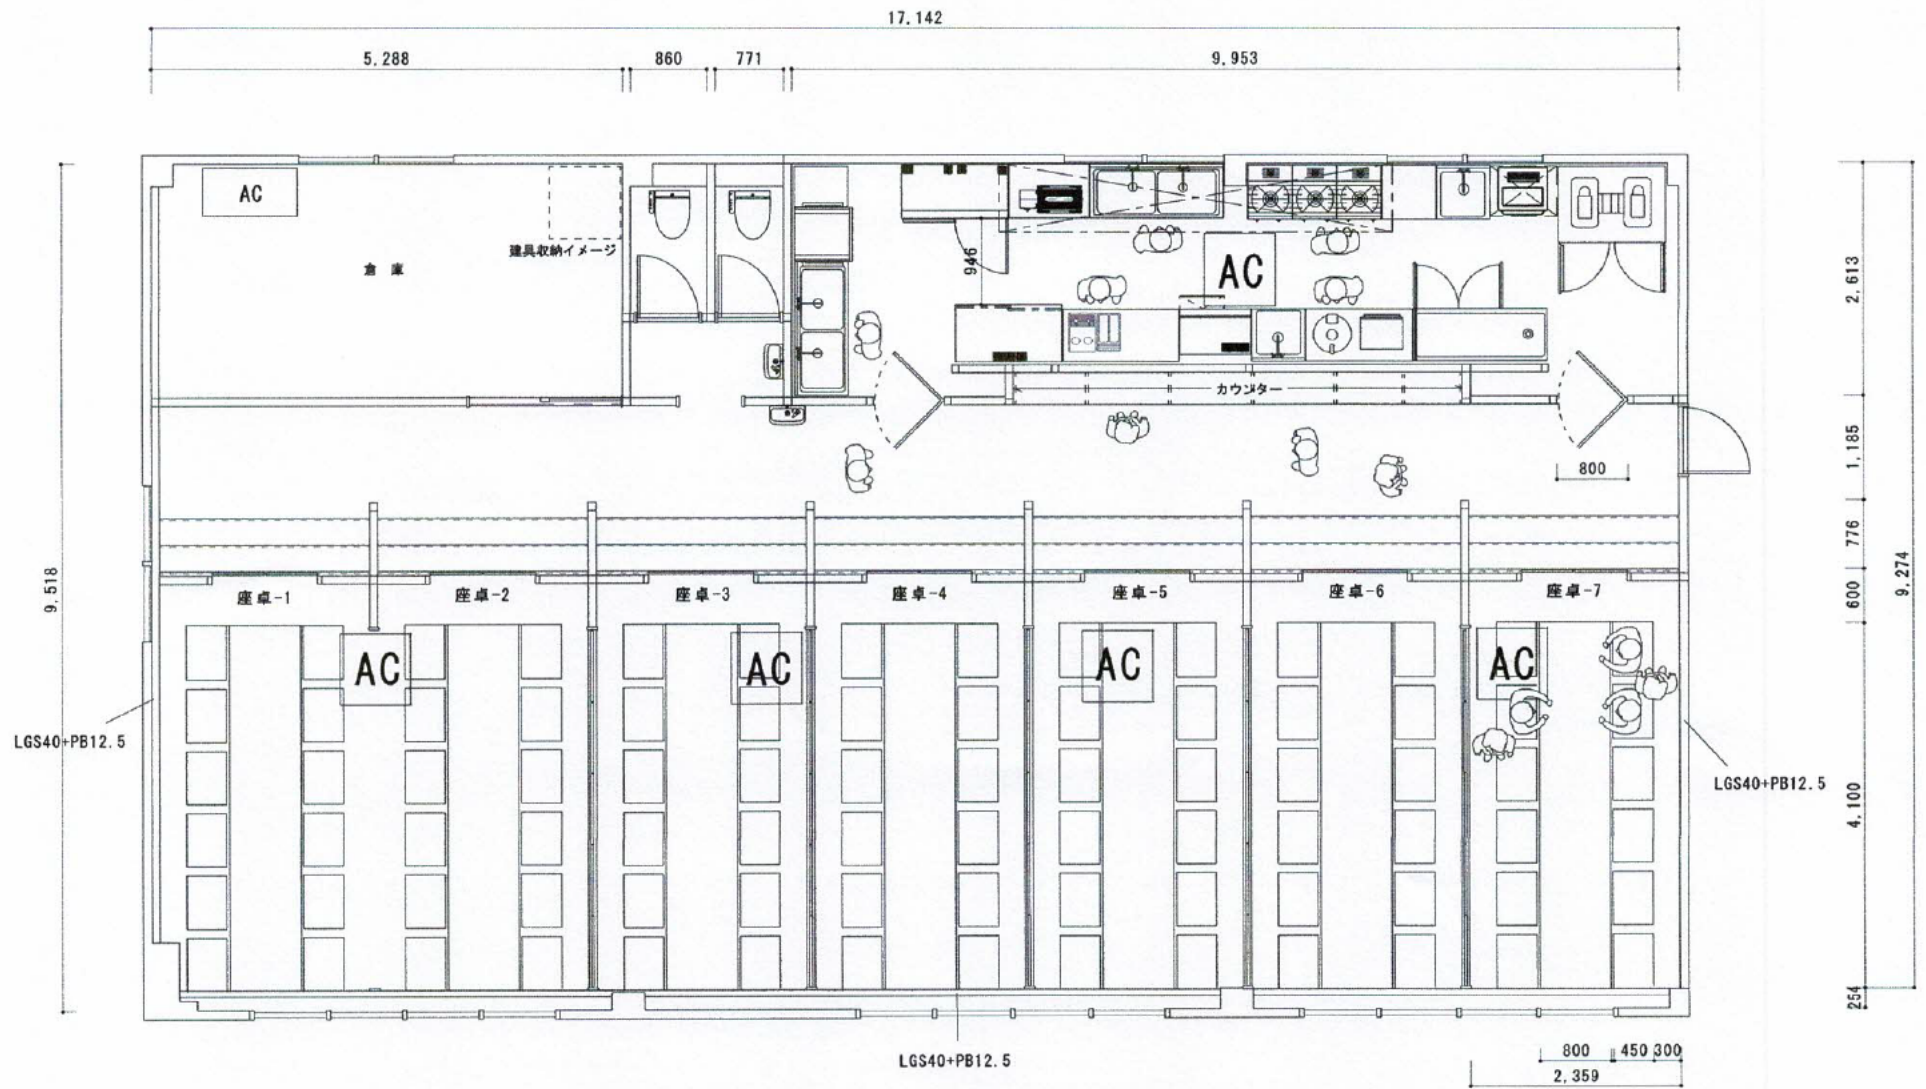 17.142
5.288
860
771
9.953
AC
建具収納イメージ
倉庫
946
AC
カウンター
800
2,613
1,185
776
600
4,100
254
9.274
9.518
座卓-1
座卓-2
座卓-3
座卓-4
座卓-5
座卓-6
座卓-7
AC
AC
AC
AC
LGS40+PB12.5
LGS40+PB12.5
LGS40+PB12.5
800
450
300
2,359